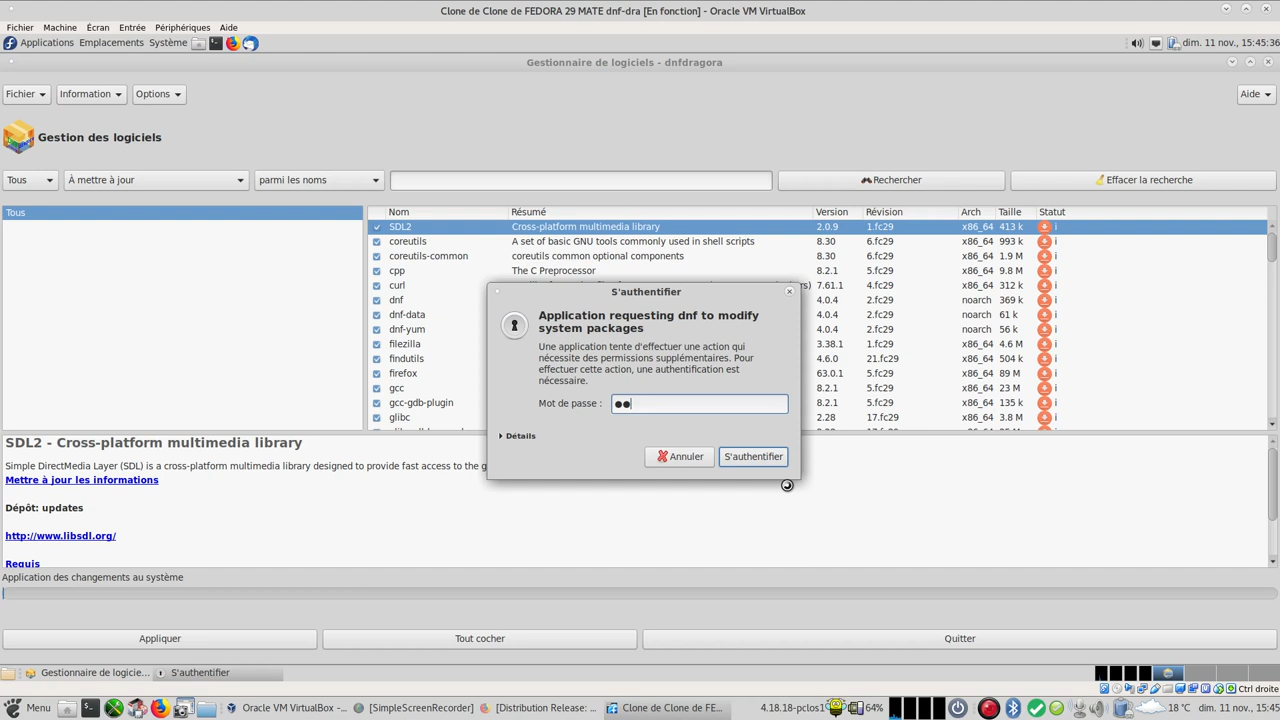 Clone de Clone de FEDORA 29 MATE dnf-dra [En fonction] - Oracle VM VirtualBox
Fichier Machine Écran Entrée Périphériques Aide
Applications Emplacements Système dim. 11 nov., 15:45:36
Gestionnaire de logiciels - dnfdragora
Fichier Information Options Aide
Gestion des logiciels
Tous À mettre à jour parmi les noms Rechercher Effacer la recherche
Tous
Nom Résumé Version Révision Arch Taille Statut
SDL2 Cross-platform multimedia library 2.0.9 1.fc29 x86_64 413 k i
coreutils A set of basic GNU tools commonly used in shell scripts 8.30 6.fc29 x86_64 993 k i
coreutils-common coreutils common optional components 8.30 6.fc29 x86_64 1.9 M i
cpp The C Preprocessor 8.2.1 5.fc29 x86_64 9.8 M i
curl 7.61.1 4.fc29 x86_64 312 k i
dnf 4.0.4 2.fc29 noarch 369 k i
dnf-data 4.0.4 2.fc29 noarch 61 k i
dnf-yum 4.0.4 2.fc29 noarch 56 k i
filezilla 3.38.1 1.fc29 x86_64 4.6 M i
findutils 4.6.0 21.fc29 x86_64 504 k i
firefox 63.0.1 5.fc29 x86_64 89 M i
gcc 8.2.1 5.fc29 x86_64 23 M i
gcc-gdb-plugin 8.2.1 5.fc29 x86_64 135 k i
glibc 2.28 17.fc29 x86_64 i
S'authentifier
Application requesting dnf to modify
system packages
Une application tente d'effectuer une action qui
nécessite des permissions supplémentaires. Pour
effectuer cette action, une authentification est
nécessaire.
Mot de passe : ●●
Détails
Annuler S'authentifier
SDL2 - Cross-platform multimedia library
Simple DirectMedia Layer (SDL) is a cross-platform multimedia library designed to provide fast access to the g
Mettre à jour les informations
Dépôt: updates
http://www.libsdl.org/
Requis
Application des changements au système
Appliquer Tout cocher Quitter
Gestionnaire de logicie... S'authentifier
Ctrl droite
Menu Oracle VM VirtualBox -... [SimpleScreenRecorder] [Distribution Release: ... Clone de Clone de FE... 4.18.18-pclos1 64% 18 °C dim. 11 nov., 15:45